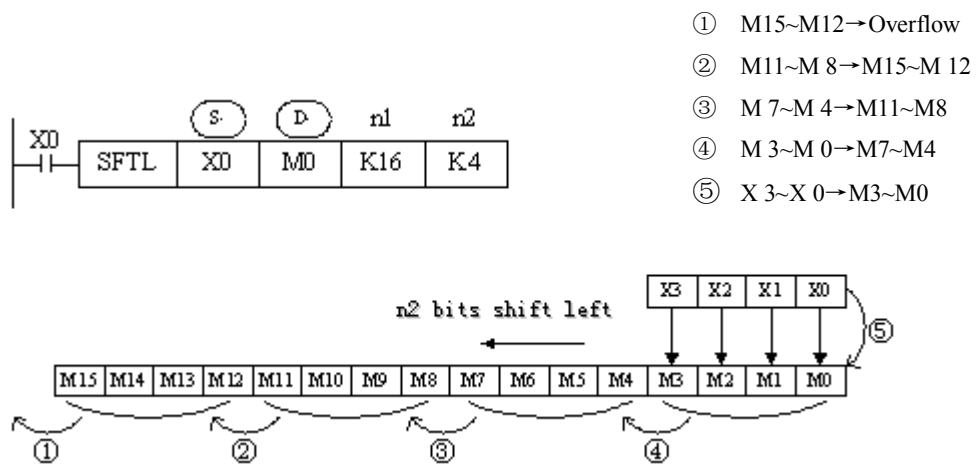 ① M15~M12→Overflow
② M11~M 8→M15~M 12
③ M 7~M 4→M11~M8
④ M 3~M 0→M7~M4
⑤ X 3~X 0→M3~M0
S· D· n1 n2
X0
SFTL X0 M0 K16 K4
X3 X2 X1 X0
n2 bits shift left
⑤
M15 M14 M13 M12 M11 M10 M9 M8 M7 M6 M5 M4 M3 M2 M1 M0
① ② ③ ④